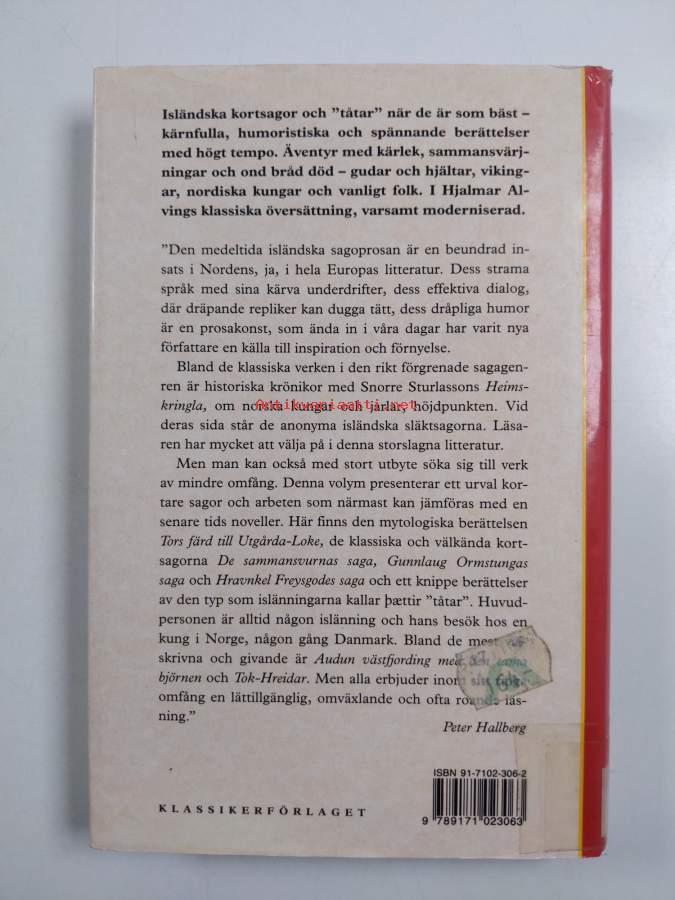 Isländska kortsagor och ”tåtar” när de är som bäst –
kärnfulla, humoristiska och spännande berättelser
med högt tempo. Äventyr med kärlek, sammansvärj-
ningar och ond bråd död – gudar och hjältar, viking-
ar, nordiska kungar och vanligt folk. I Hjalmar Al-
vings klassiska översättning, varsamt moderniserad.
”Den medeltida isländska sagoprosan är en beundrad in-
sats i Nordens, ja, i hela Europas litteratur. Dess strama
språk med sina kärva underdrifter, dess effektiva dialog,
där dräpande repliker kan dugga tätt, dess dråpliga humor
är en prosakonst, som ända in i våra dagar har varit nya
författare en källa till inspiration och förnyelse.
Bland de klassiska verken i den rikt förgrenade sagagen-
ren är historiska krönikor med Snorre Sturlassons Heims-
kringla, om norska kungar och jarlar, höjdpunkten. Vid
Antikvariaatti.net
deras sida står de anonyma isländska släktsagorna. Läsa-
ren har mycket att välja på i denna storslagna litteratur.
Men man kan också med stort utbyte söka sig till verk
av mindre omfång. Denna volym presenterar ett urval kor-
tare sagor och arbeten som närmast kan jämföras med en
senare tids noveller. Här finns den mytologiska berättelsen
Tors färd till Utgårda-Loke, de klassiska och välkända kort-
sagorna De sammansvurnas saga, Gunnlaug Ormstungas
saga och Hravnkel Freysgodes saga och ett knippe berättelser
av den typ som islänningarna kallar þættir ”tåtar”. Huvud-
personen är alltid någon islänning och hans besök hos en
kung i Norge, någon gång Danmark. Bland de mest
skrivna och givande är Audun västfjording med den tama
björnen och Tok-Hreidar. Men alla erbjuder inom sitt
omfång en lättillgänglig, omväxlande och ofta roande läs-
ning.”
Peter Hallberg
ISBN 91-7102-306-2
9 789171 023063
KLASSIKERFÖRLAGET